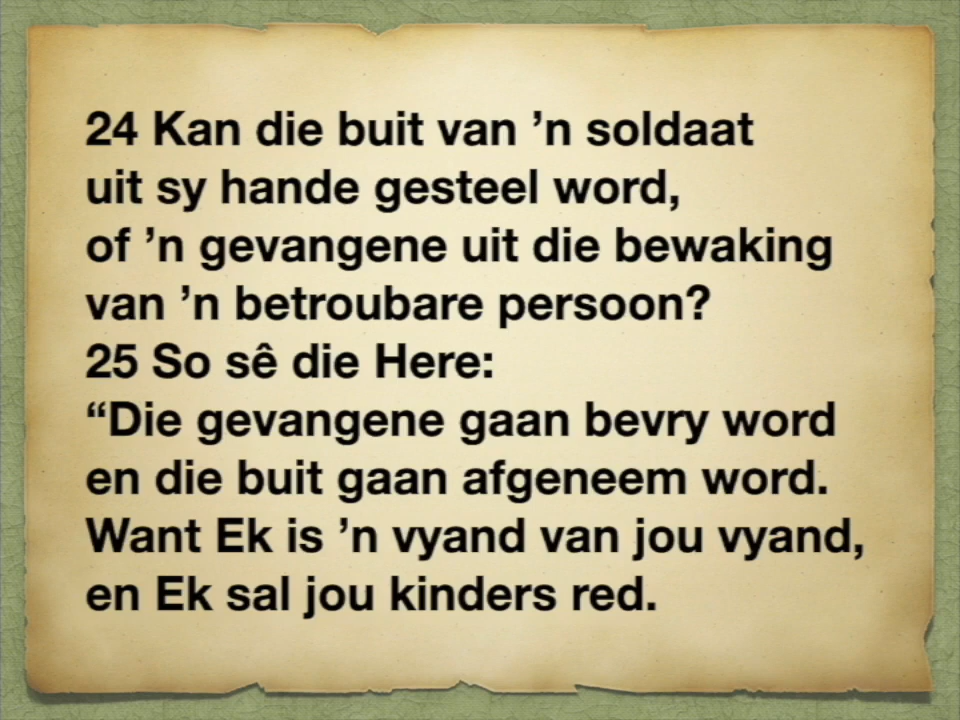 24 Kan die buit van ’n soldaat
uit sy hande gesteel word,
of ’n gevangene uit die bewaking
van ’n betroubare persoon?
25 So sê die Here:
“Die gevangene gaan bevry word
en die buit gaan afgeneem word.
Want Ek is ’n vyand van jou vyand,
en Ek sal jou kinders red.